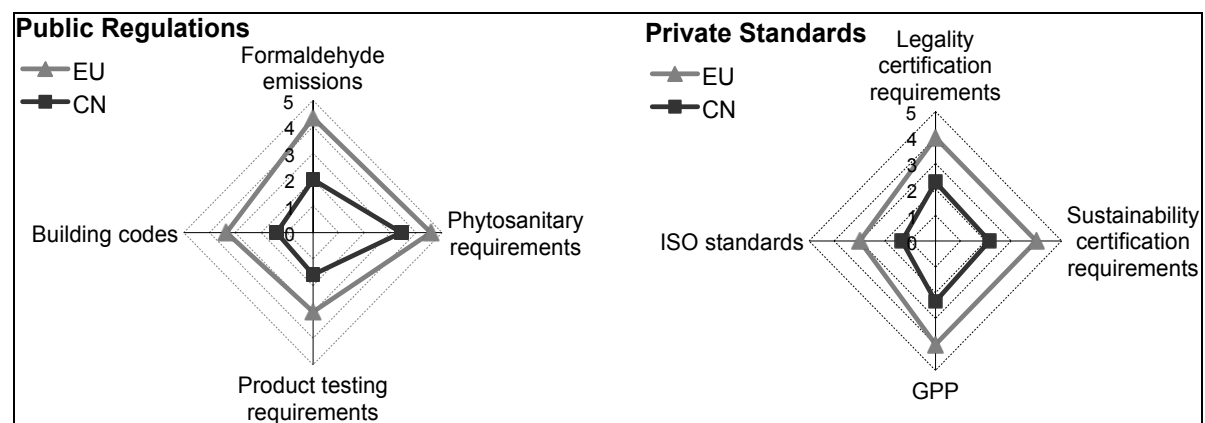 Public Regulations
EU
CN
Formaldehyde
emissions
5
4
3
2
1
0
Phytosanitary
requirements
Building codes
Product testing
requirements
Private Standards
EU
CN
Legality
certification
requirements
5
4
3
2
1
0
Sustainability
certification
requirements
ISO standards
GPP